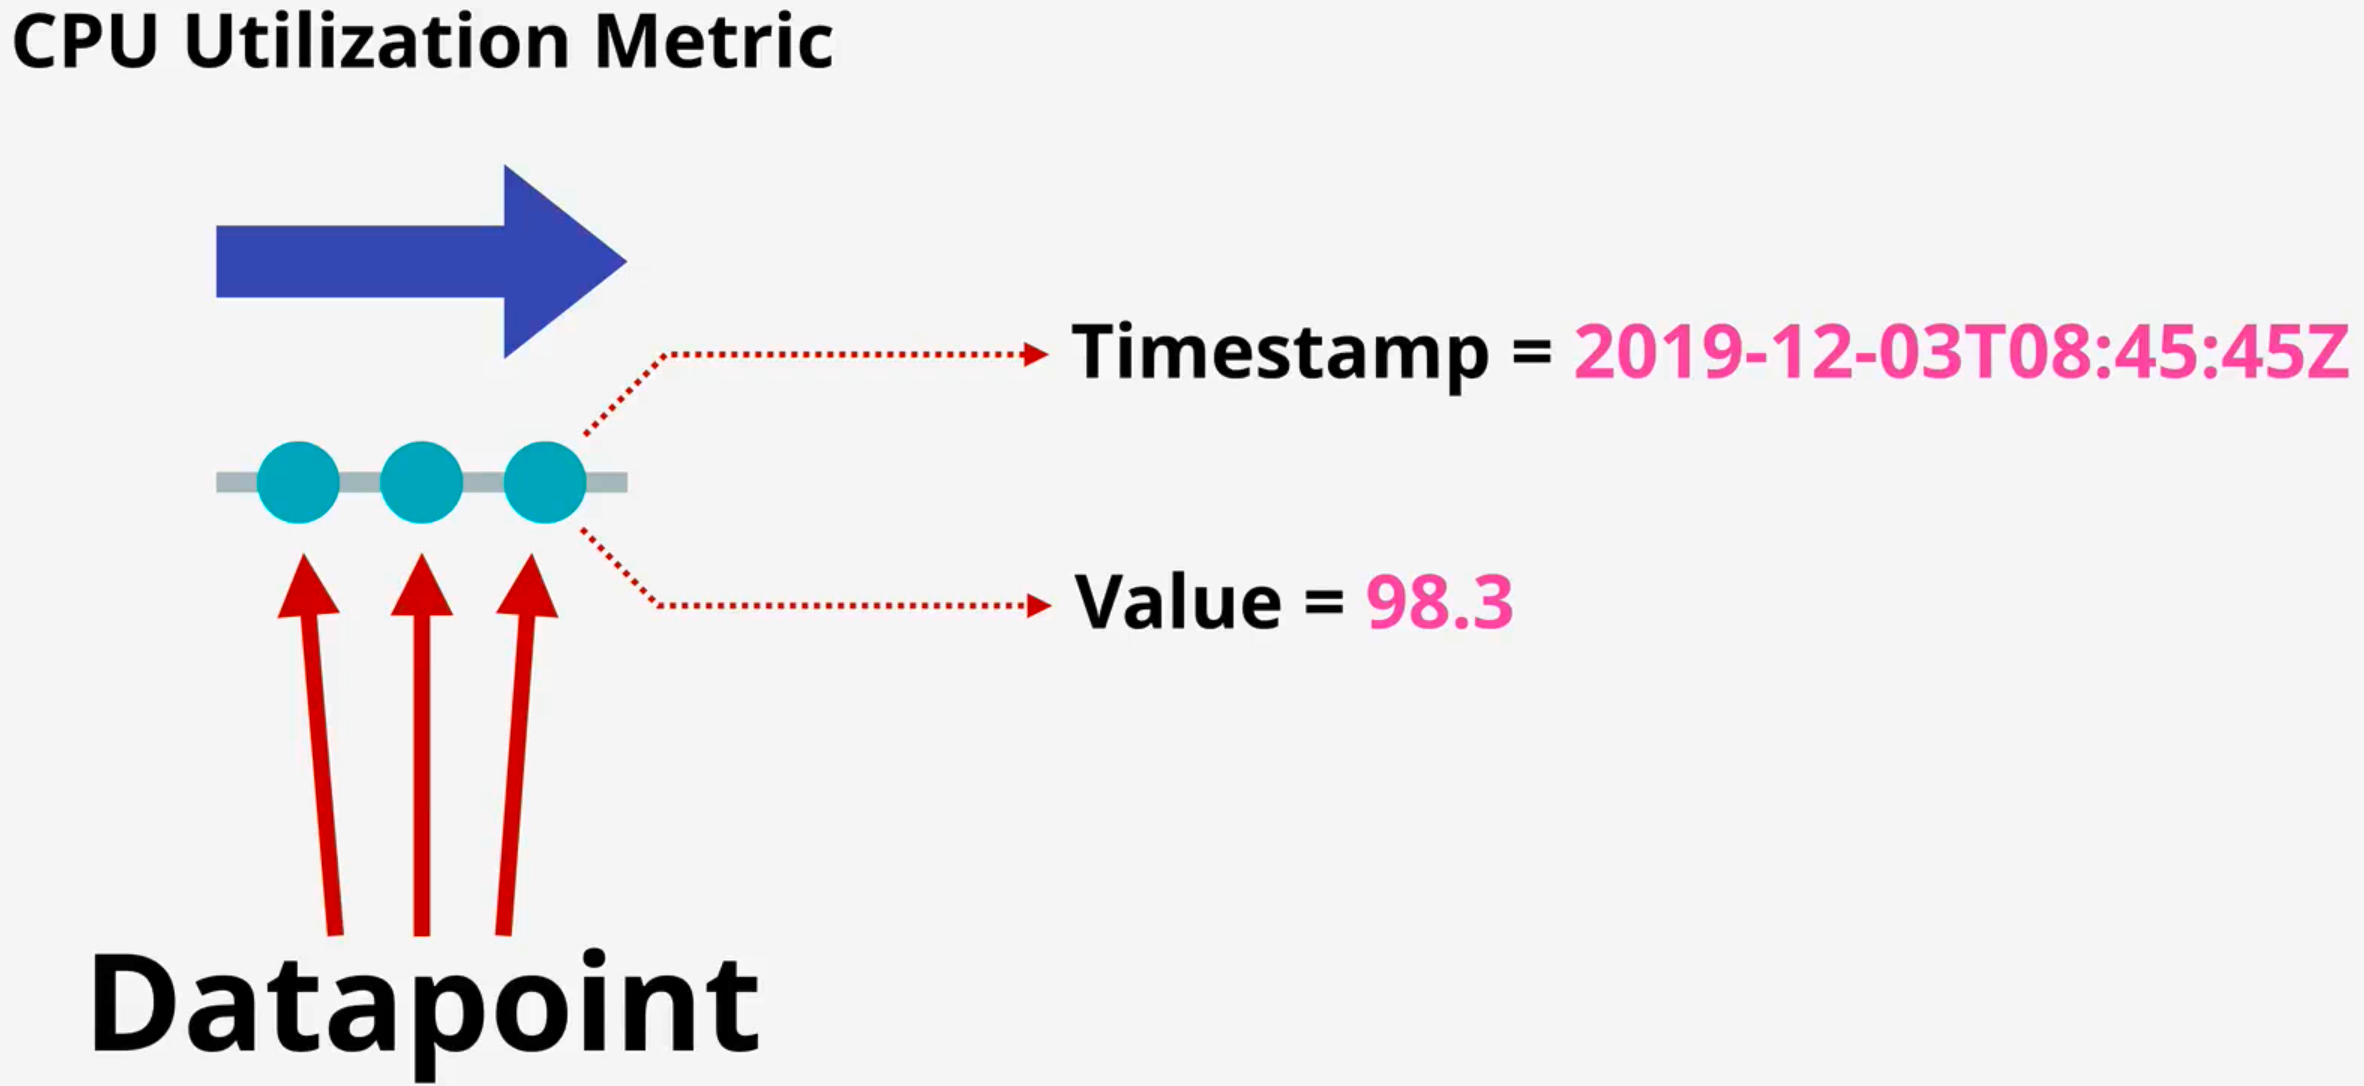 CPU Utilization Metric
Timestamp = 2019-12-03T08:45:45Z
Value = 98.3
Datapoint